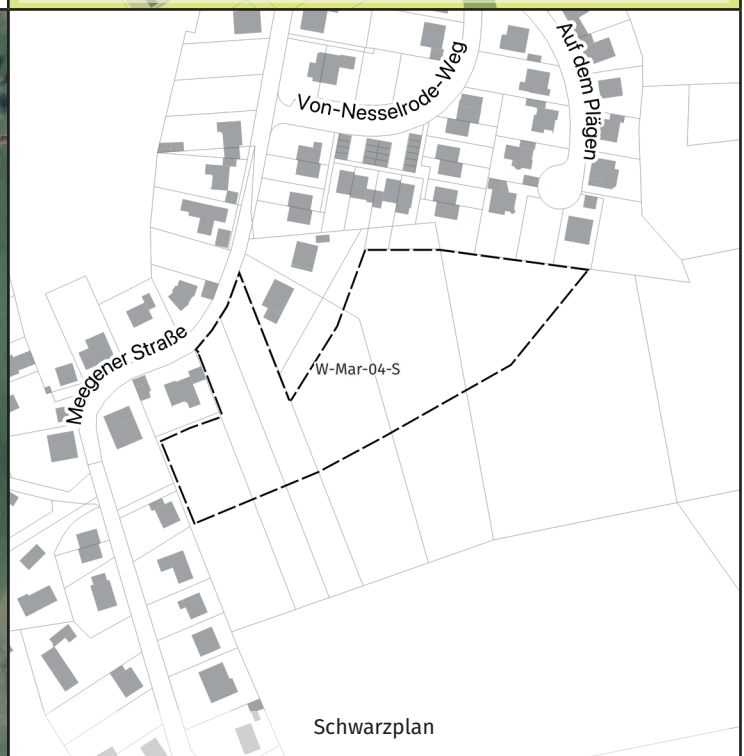 Von-Nesselrode-Weg
Auf dem Plägen
Meegener Straße
W-Mar-04-S
Schwarzplan